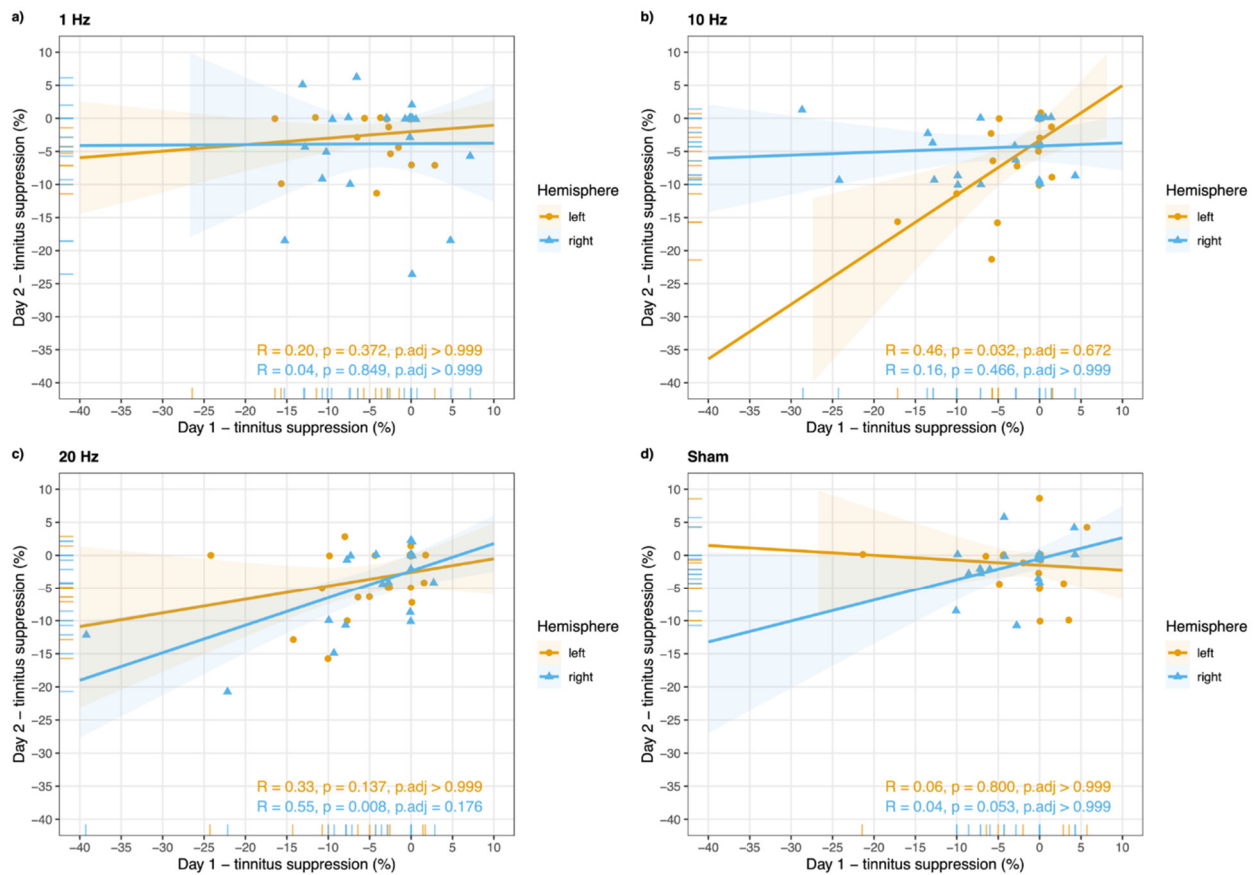 a) 1 Hz
10
5
0
−5
−10
−15
−20
−25
−30
−35
−40
Day 2 − tinnitus suppression (%)
R = 0.20, p = 0.372, p.adj > 0.999
R = 0.04, p = 0.849, p.adj > 0.999
−40 −35 −30 −25 −20 −15 −10 −5 0 5 10
Day 1 − tinnitus suppression (%)
Hemisphere
left
right
b) 10 Hz
10
5
0
−5
−10
−15
−20
−25
−30
−35
−40
Day 2 − tinnitus suppression (%)
R = 0.46, p = 0.032, p.adj = 0.672
R = 0.16, p = 0.466, p.adj > 0.999
−40 −35 −30 −25 −20 −15 −10 −5 0 5 10
Day 1 − tinnitus suppression (%)
Hemisphere
left
right
c) 20 Hz
10
5
0
−5
−10
−15
−20
−25
−30
−35
−40
Day 2 − tinnitus suppression (%)
R = 0.33, p = 0.137, p.adj > 0.999
R = 0.55, p = 0.008, p.adj = 0.176
−40 −35 −30 −25 −20 −15 −10 −5 0 5 10
Day 1 − tinnitus suppression (%)
Hemisphere
left
right
d) Sham
10
5
0
−5
−10
−15
−20
−25
−30
−35
−40
Day 2 − tinnitus suppression (%)
R = 0.06, p = 0.800, p.adj > 0.999
R = 0.04, p = 0.053, p.adj > 0.999
−40 −35 −30 −25 −20 −15 −10 −5 0 5 10
Day 1 − tinnitus suppression (%)
Hemisphere
left
right